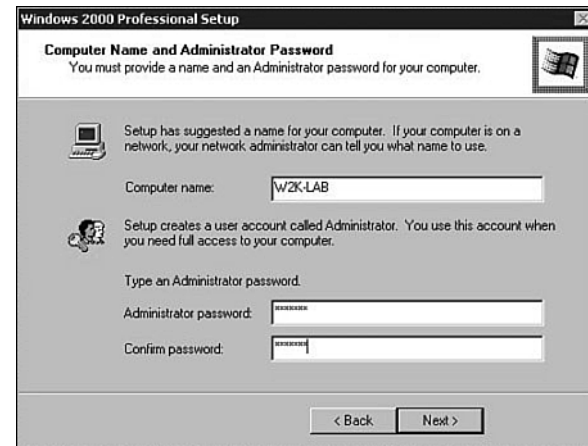 Windows 2000 Professional Setup
Computer Name and Administrator Password
You must provide a name and an Administrator password for your computer.
Setup has suggested a name for your computer. If your computer is on a
network, your network administrator can tell you what name to use.
Computer name:
W2K-LAB
Setup creates a user account called Administrator. You use this account when
you need full access to your computer.
Type an Administrator password.
Administrator password:
*******
Confirm password:
*******
< Back
Next >